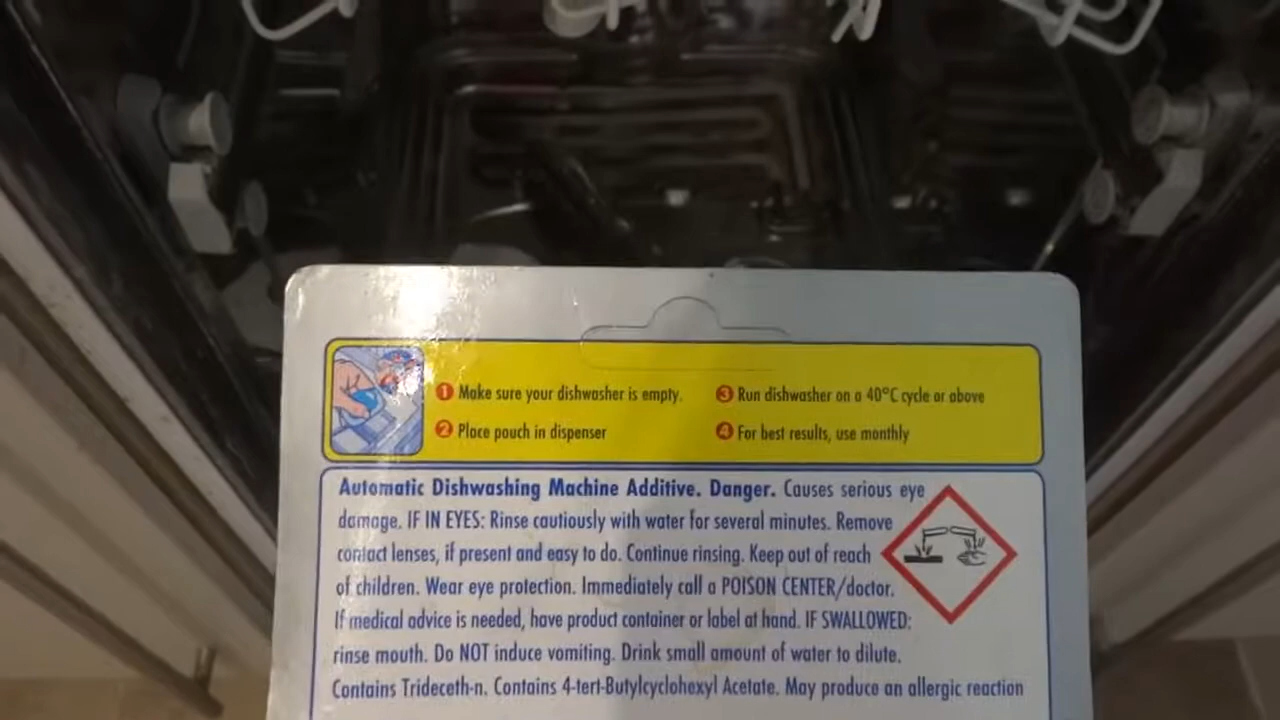 1 Make sure your dishwasher is empty.
2 Place pouch in dispenser
3 Run dishwasher on a 40°C cycle or above
4 For best results, use monthly
Automatic Dishwashing Machine Additive. Danger. Causes serious eye
damage. IF IN EYES: Rinse cautiously with water for several minutes. Remove
contact lenses, if present and easy to do. Continue rinsing. Keep out of reach
of children. Wear eye protection. Immediately call a POISON CENTER/doctor.
If medical advice is needed, have product container or label at hand. IF SWALLOWED:
rinse mouth. Do NOT induce vomiting. Drink small amount of water to dilute.
Contains Trideceth-n. Contains 4-tert-Butylcyclohexyl Acetate. May produce an allergic reaction